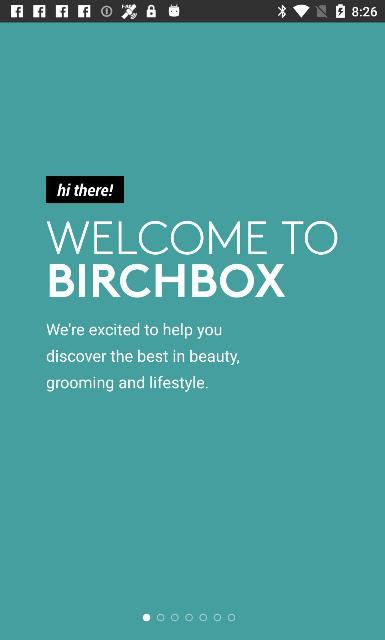 8:26
hi there!
WELCOME TO
BIRCHBOX
We're excited to help you
discover the best in beauty,
grooming and lifestyle.